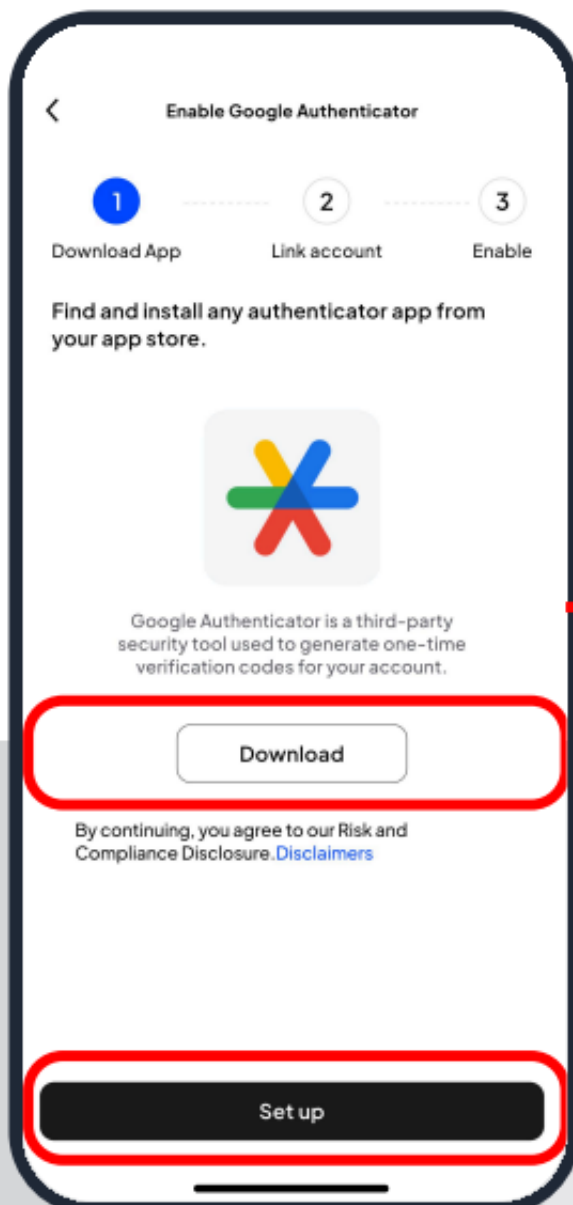 Enable Google Authenticator
1
2
3
Download App
Link account
Enable
Find and install any authenticator app from
your app store.
Google Authenticator is a third-party
security tool used to generate one-time
verification codes for your account.
Download
By continuing, you agree to our Risk and
Compliance Disclosure.Disclaimers
Set up